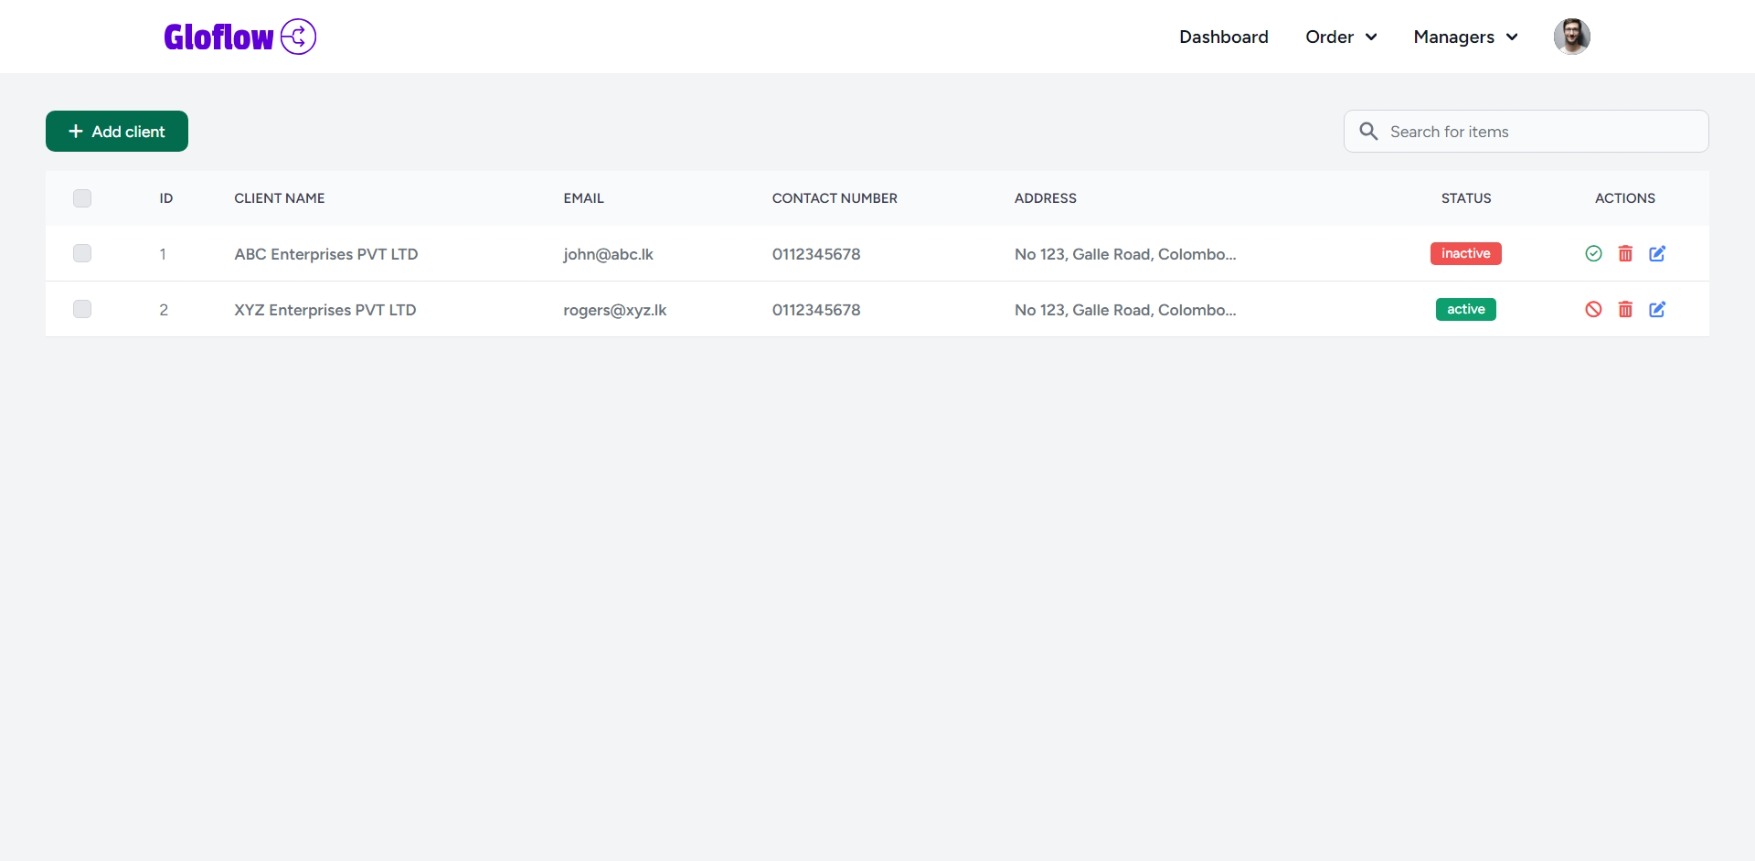 Gloflow Dashboard Order Managers
Add client Search for items
ID CLIENT NAME EMAIL CONTACT NUMBER ADDRESS STATUS ACTIONS
1 ABC Enterprises PVT LTD john@abc.lk 0112345678 No 123, Galle Road, Colombo... inactive
2 XYZ Enterprises PVT LTD rogers@xyz.lk 0112345678 No 123, Galle Road, Colombo... active